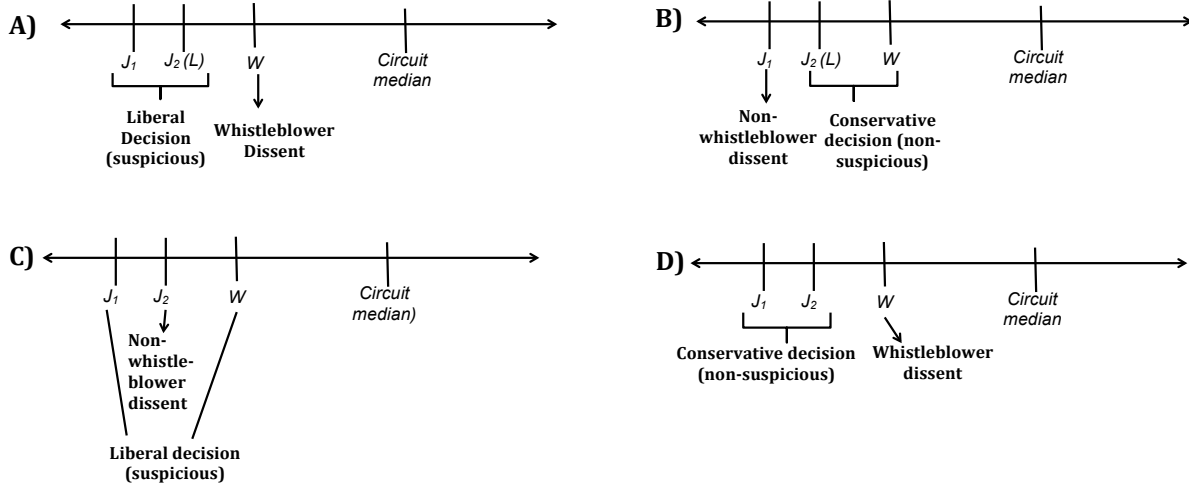 A)
J1 J2 (L) W Circuit
median
Liberal
Decision
(suspicious)
Whistleblower
Dissent
B)
J1 J2 (L) W Circuit
median
Non-
whistleblower
dissent
Conservative
decision (non-
suspicious)
C)
J1 J2 W Circuit
median)
Non-
whistle-
blower
dissent
Liberal decision
(suspicious)
D)
J1 J2 W Circuit
median
Conservative decision
(non-suspicious)
Whistleblower
dissent